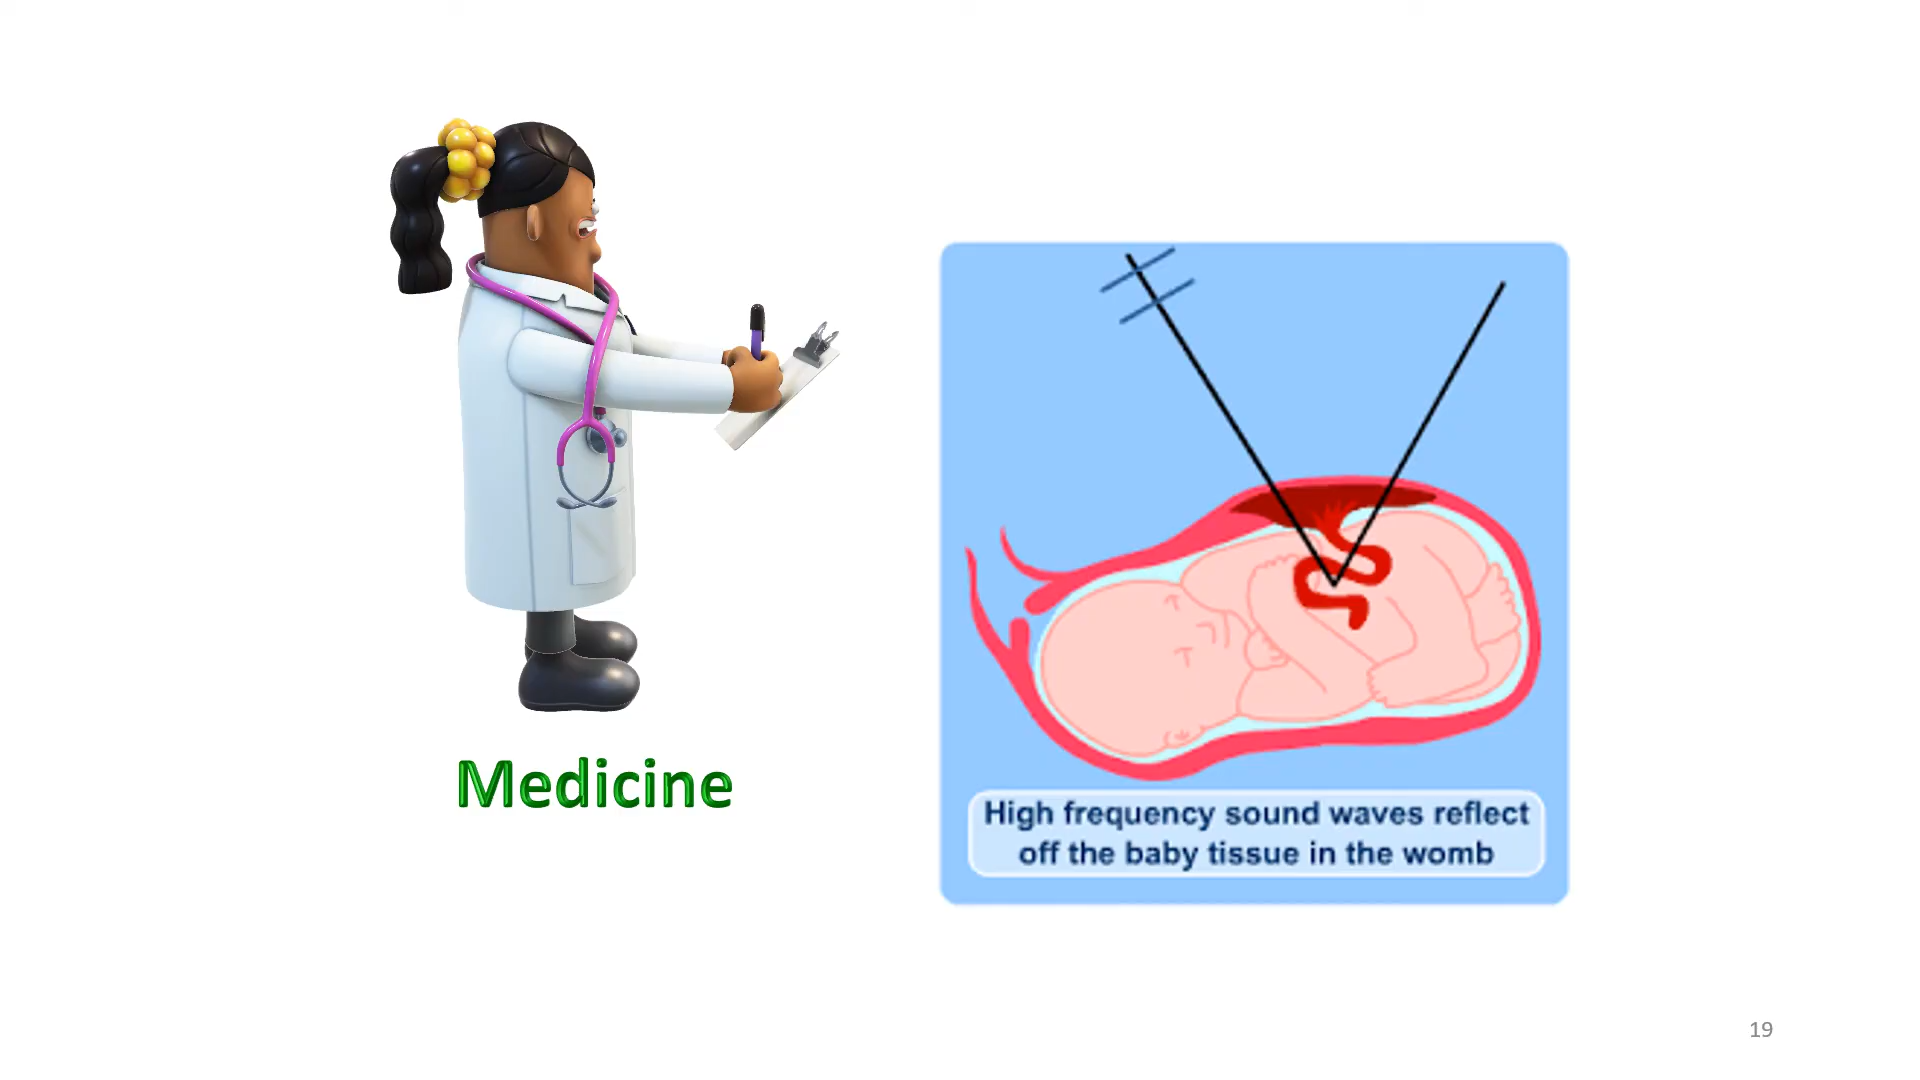 Medicine
High frequency sound waves reflect
off the baby tissue in the womb
19